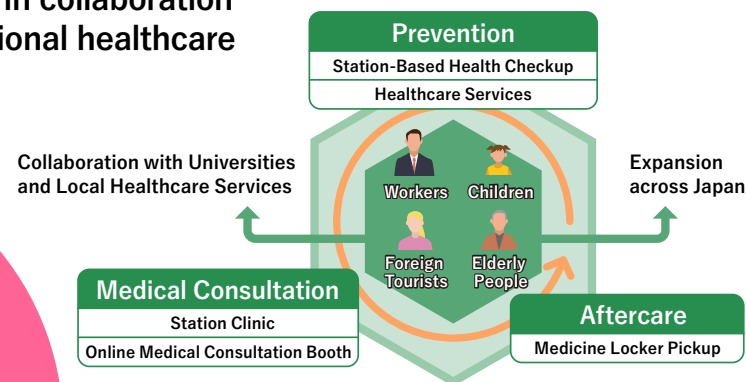 in collaboration
ional healthcare
Prevention
Station-Based Health Checkup
Healthcare Services
Collaboration with Universities
and Local Healthcare Services
Workers
Children
Foreign
Tourists
Elderly
People
Expansion
across Japan
Medical Consultation
Station Clinic
Online Medical Consultation Booth
Aftercare
Medicine Locker Pickup